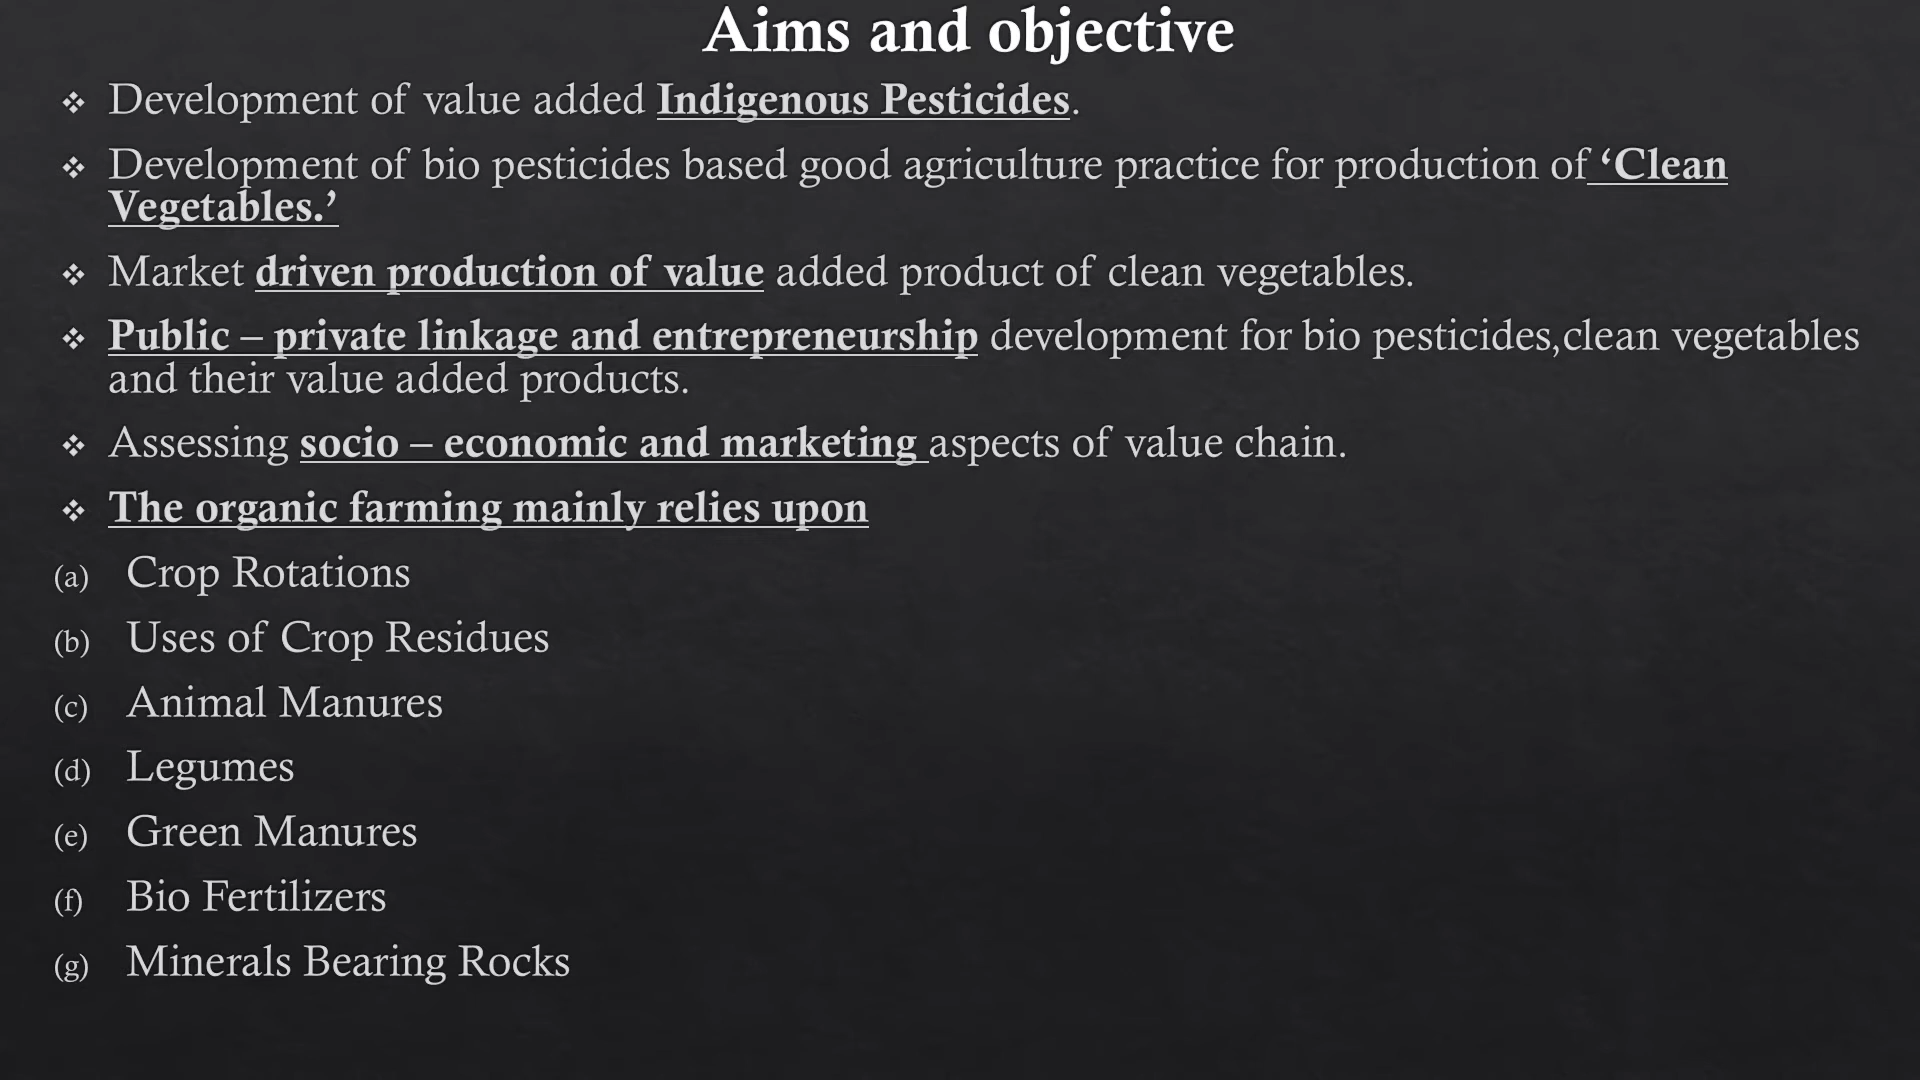 Aims and objective
❖ Development of value added Indigenous Pesticides.
❖ Development of bio pesticides based good agriculture practice for production of ‘Clean
Vegetables.’
❖ Market driven production of value added product of clean vegetables.
❖ Public – private linkage and entrepreneurship development for bio pesticides,clean vegetables
and their value added products.
❖ Assessing socio – economic and marketing aspects of value chain.
❖ The organic farming mainly relies upon
(a) Crop Rotations
(b) Uses of Crop Residues
(c) Animal Manures
(d) Legumes
(e) Green Manures
(f) Bio Fertilizers
(g) Minerals Bearing Rocks